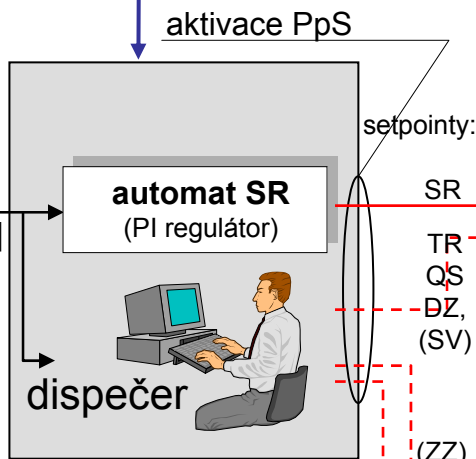 aktivace PpS
setpointy:
automat SR
(PI regulátor)
SR
TR
QS
DZ,
(SV)
dispečer
(ZZ)